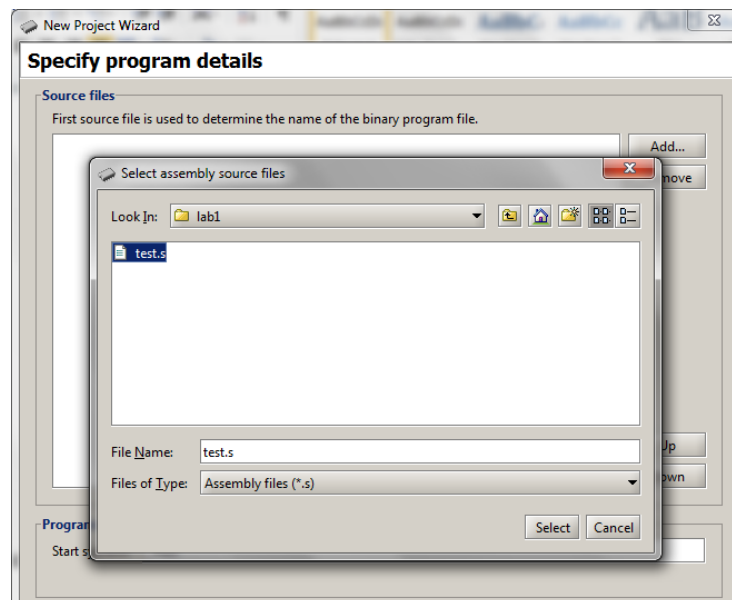 New Project Wizard
Specify program details
Source files
First source file is used to determine the name of the binary program file.
Add...
Select assembly source files
move
Look In: lab1
test.s
File Name: test.s
Up
Files of Type: Assembly files (*.s)
own
Select Cancel
Program
Start s